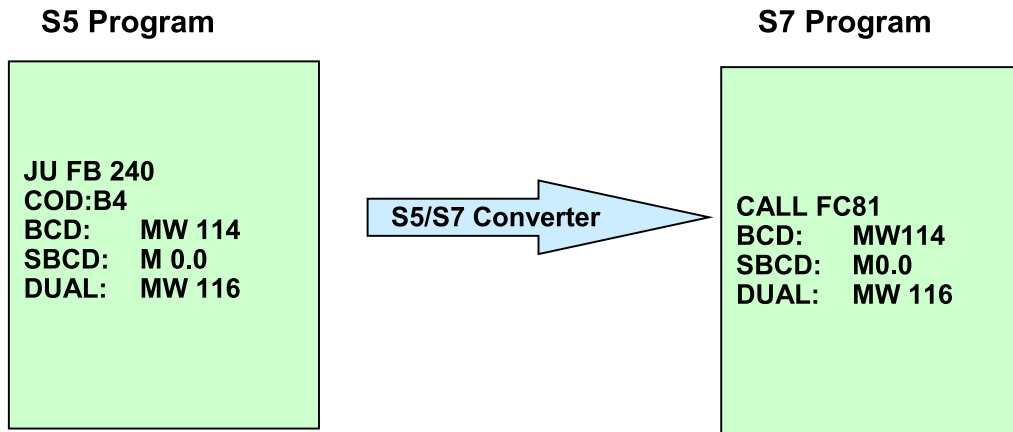 S5 Program
S7 Program
JU FB 240
COD:B4
BCD: MW 114
SBCD: M 0.0
DUAL: MW 116
S5/S7 Converter
CALL FC81
BCD: MW114
SBCD: M0.0
DUAL: MW 116